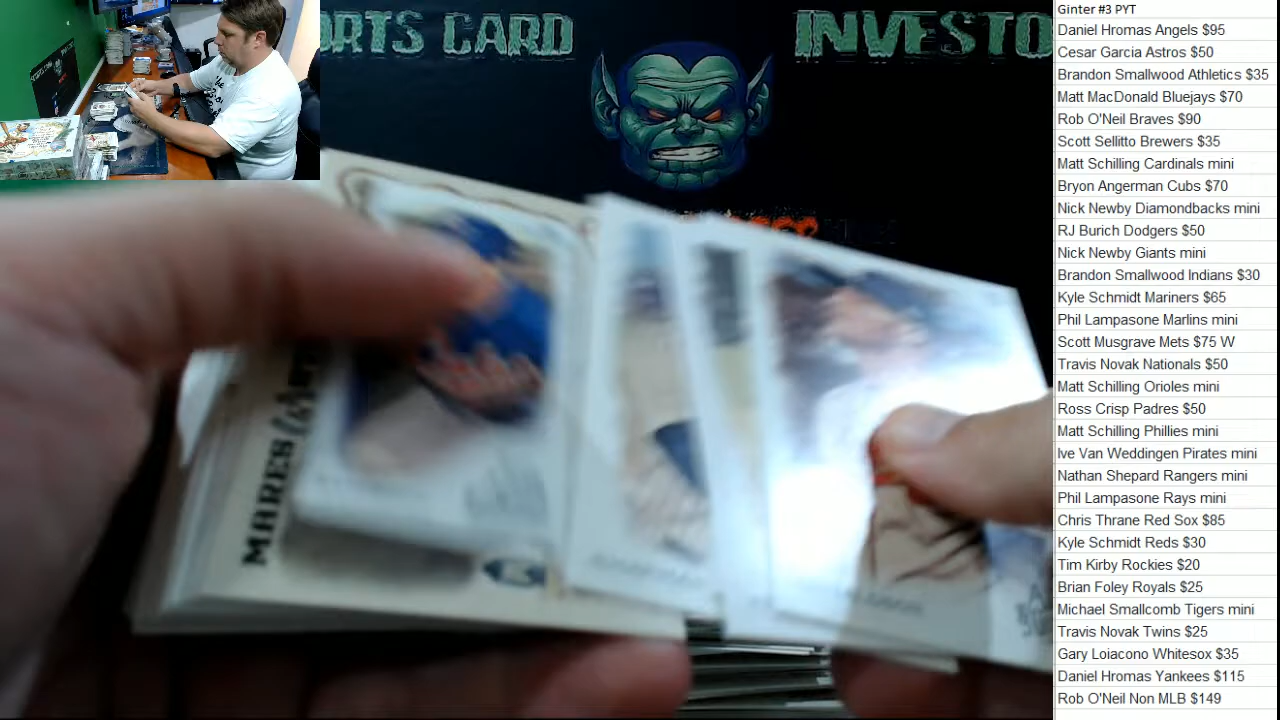 ORTS CARD
INVESTO
MARES
Ginter #3 PYT
Daniel Hromas Angels $95
Cesar Garcia Astros $50
Brandon Smallwood Athletics $35
Matt MacDonald Bluejays $70
Rob O'Neil Braves $90
Scott Sellitto Brewers $35
Matt Schilling Cardinals mini
Bryon Angerman Cubs $70
Nick Newby Diamondbacks mini
RJ Burich Dodgers $50
Nick Newby Giants mini
Brandon Smallwood Indians $30
Kyle Schmidt Mariners $65
Phil Lampasone Marlins mini
Scott Musgrave Mets $75 W
Travis Novak Nationals $50
Matt Schilling Orioles mini
Ross Crisp Padres $50
Matt Schilling Phillies mini
Ive Van Weddingen Pirates mini
Nathan Shepard Rangers mini
Phil Lampasone Rays mini
Chris Thrane Red Sox $85
Kyle Schmidt Reds $30
Tim Kirby Rockies $20
Brian Foley Royals $25
Michael Smallcomb Tigers mini
Travis Novak Twins $25
Gary Loiacono Whitesox $35
Daniel Hromas Yankees $115
Rob O'Neil Non MLB $149